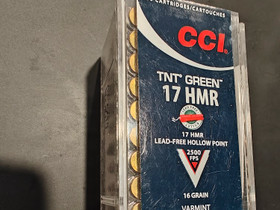 CARTRIDGES/CARTOUCHES
CCI
TNT GREEN
17 HMR
17 HMR
LEAD-FREE HOLLOW POINT
2500
FPS
16 GRAIN
VARMINT